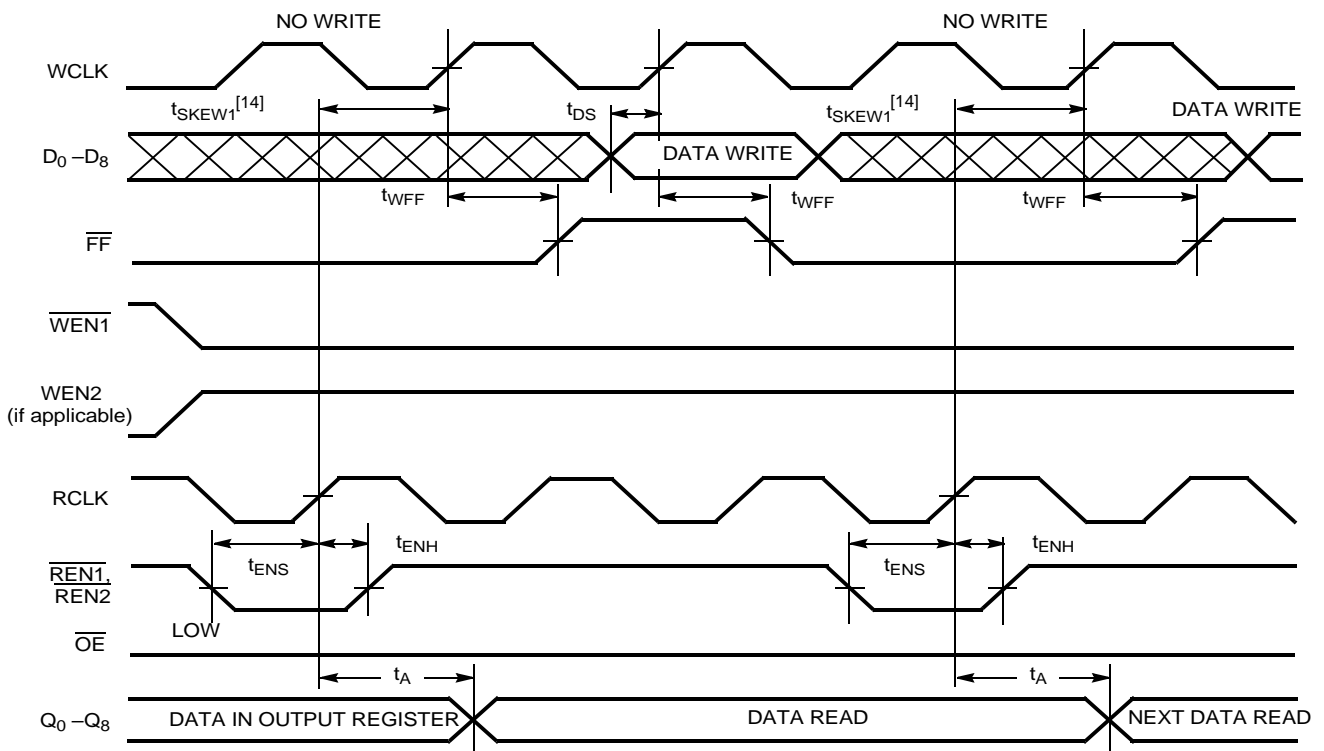 NO WRITE NO WRITE
WCLK
tSKEW1[14] tDS tSKEW1[14] DATA WRITE
D0 –D8 DATA WRITE
tWFF tWFF tWFF
FF
WEN1
WEN2
(if applicable)
RCLK
tENH tENH
tENS tENS
REN1,
REN2
LOW
OE
tA tA
Q0 –Q8 DATA IN OUTPUT REGISTER DATA READ NEXT DATA READ